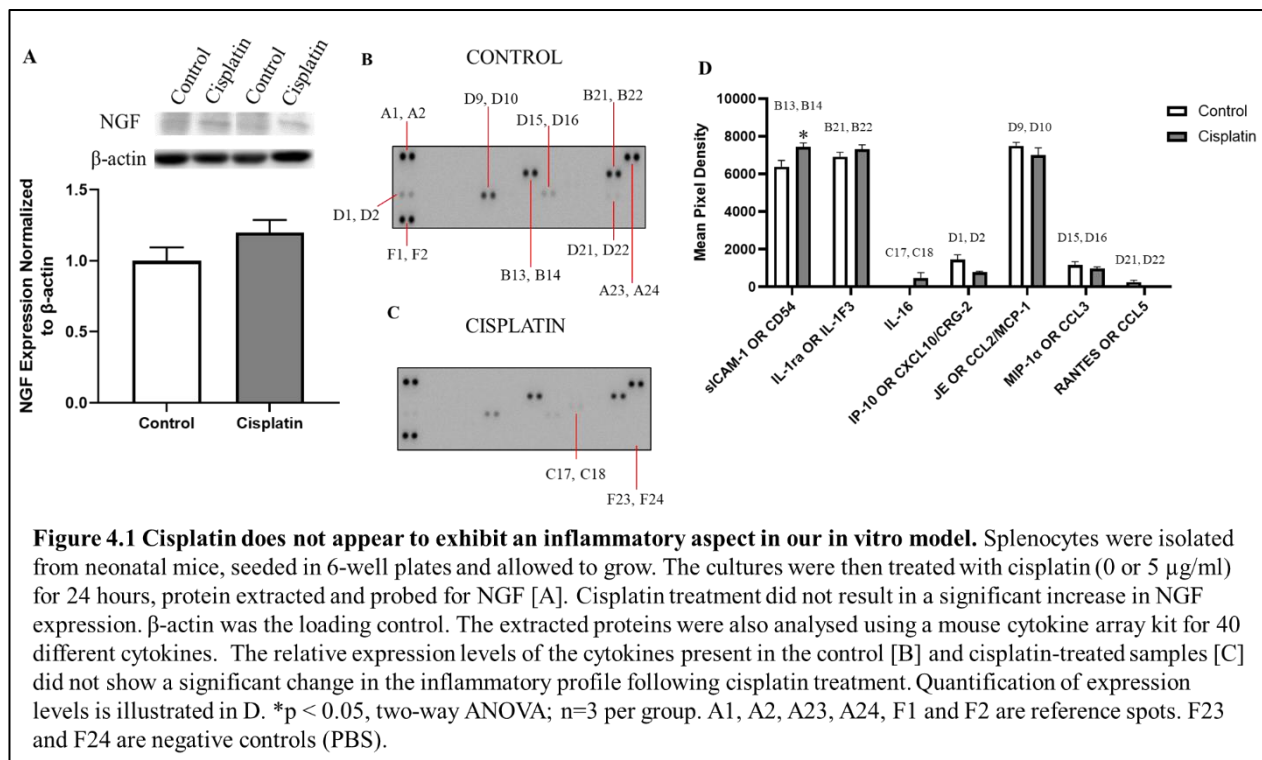 A
Control
Cisplatin
Control
Cisplatin
NGF
β-actin
1.5
1.0
0.5
0.0
NGF Expression Normalized
to β-actin
Control
Cisplatin
B
CONTROL
A1, A2
D9, D10
D15, D16
B21, B22
D1, D2
F1, F2
B13, B14
D21, D22
A23, A24
C
CISPLATIN
C17, C18
F23, F24
D
10000
8000
6000
4000
2000
0
Mean Pixel Density
B13, B14
*
B21, B22
C17, C18
D1, D2
D9, D10
D15, D16
D21, D22
Control
Cisplatin
sICAM-1 OR CD54
IL-1ra OR IL-1F3
IL-16
IP-10 OR CXCL10/CRG-2
JE OR CCL2/MCP-1
MIP-1α OR CCL3
RANTES OR CCL5
Figure 4.1 Cisplatin does not appear to exhibit an inflammatory aspect in our in vitro model. Splenocytes were isolated
from neonatal mice, seeded in 6-well plates and allowed to grow. The cultures were then treated with cisplatin (0 or 5 µg/ml)
for 24 hours, protein extracted and probed for NGF [A]. Cisplatin treatment did not result in a significant increase in NGF
expression. β-actin was the loading control. The extracted proteins were also analysed using a mouse cytokine array kit for 40
different cytokines. The relative expression levels of the cytokines present in the control [B] and cisplatin-treated samples [C]
did not show a significant change in the inflammatory profile following cisplatin treatment. Quantification of expression
levels is illustrated in D. *p < 0.05, two-way ANOVA; n=3 per group. A1, A2, A23, A24, F1 and F2 are reference spots. F23
and F24 are negative controls (PBS).